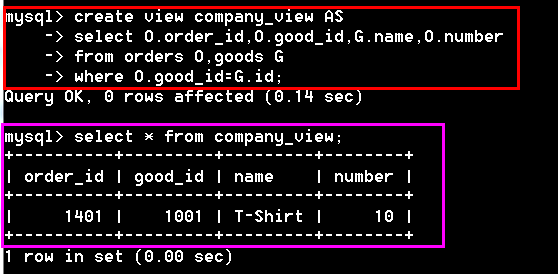 mysql> create view company_view AS
    -> select O.order_id,O.good_id,G.name,O.number
    -> from orders O,goods G
    -> where O.good_id=G.id;
Query OK, 0 rows affected (0.14 sec)
mysql> select * from company_view;
+----------+---------+---------+--------+
| order_id | good_id | name    | number |
+----------+---------+---------+--------+
|     1401 |    1001 | T-Shirt |     10 |
+----------+---------+---------+--------+
1 row in set (0.00 sec)